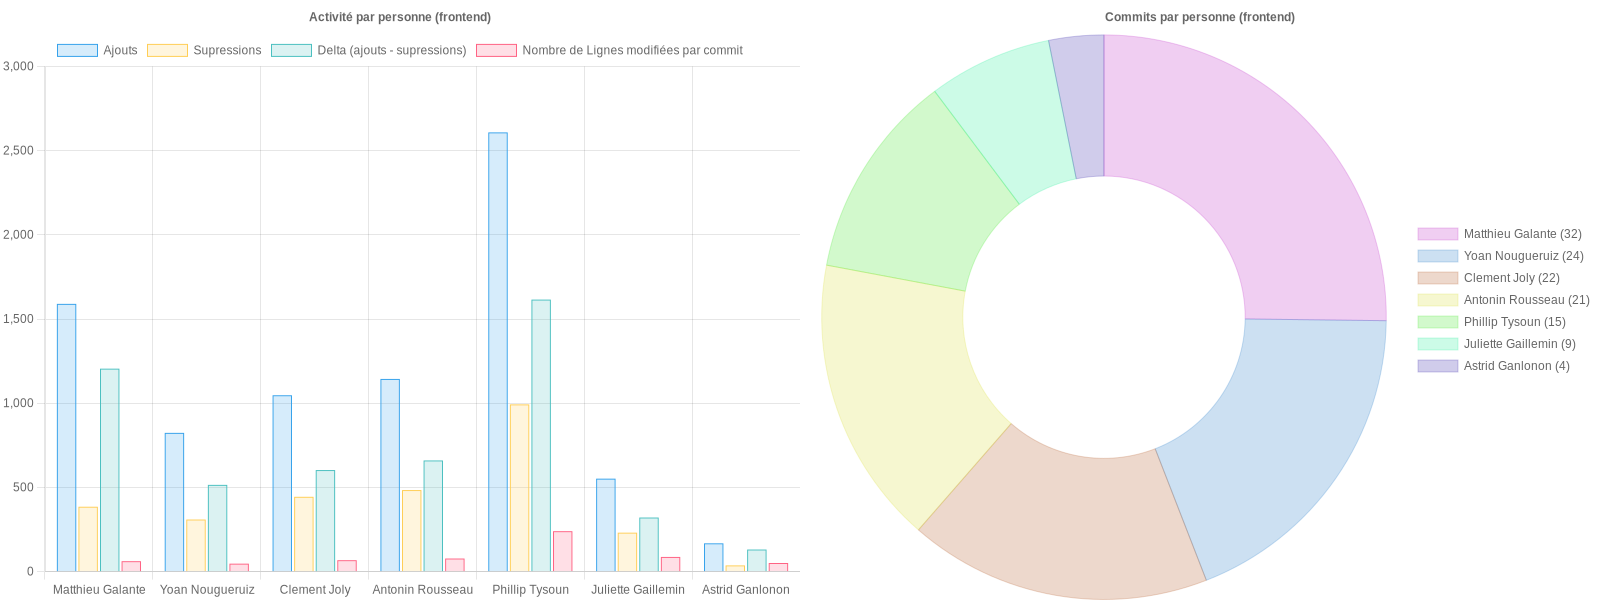 Activité par personne (frontend)
Ajouts Supressions Delta (ajouts - supressions) Nombre de Lignes modifiées par commit
3,000
2,500
2,000
1,500
1,000
500
0
Matthieu Galante Yoan Nougueruiz Clement Joly Antonin Rousseau Phillip Tysoun Juliette Gaillemin Astrid Ganlonon
Commits par personne (frontend)
Matthieu Galante (32)
Yoan Nougueruiz (24)
Clement Joly (22)
Antonin Rousseau (21)
Phillip Tysoun (15)
Juliette Gaillemin (9)
Astrid Ganlonon (4)